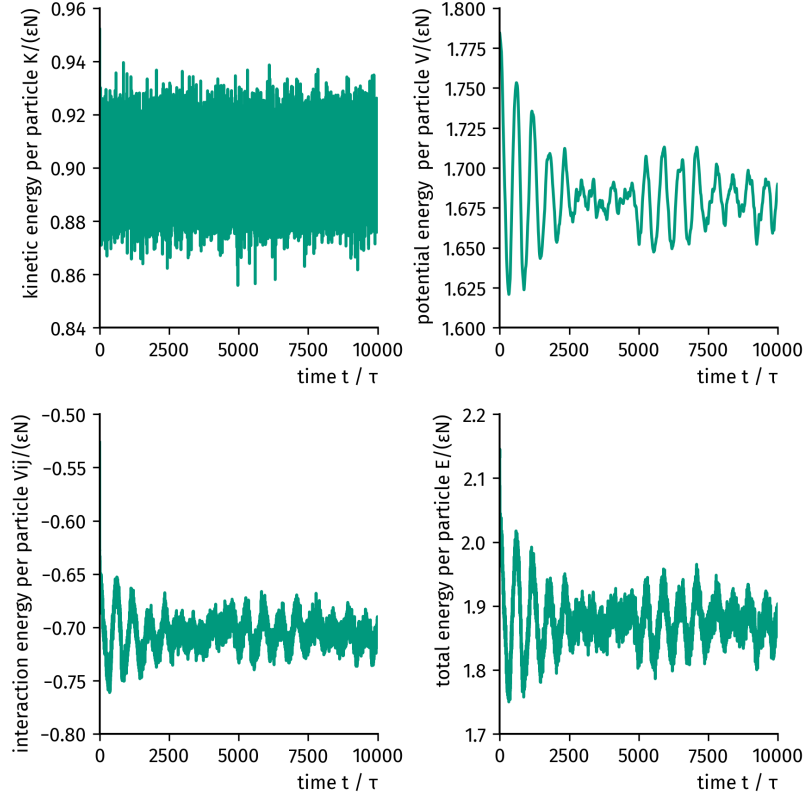 kinetic energy per particle K/(εN)
0.96
0.94
0.92
0.90
0.88
0.86
0.84
0 2500 5000 7500 10000
time t / τ
potential energy per particle V/(εN)
1.800
1.775
1.750
1.725
1.700
1.675
1.650
1.625
1.600
0 2500 5000 7500 10000
time t / τ
interaction energy per particle Vij/(εN)
−0.50
−0.55
−0.60
−0.65
−0.70
−0.75
−0.80
0 2500 5000 7500 10000
time t / τ
total energy per particle E/(εN)
2.2
2.1
2.0
1.9
1.8
1.7
0 2500 5000 7500 10000
time t / τ